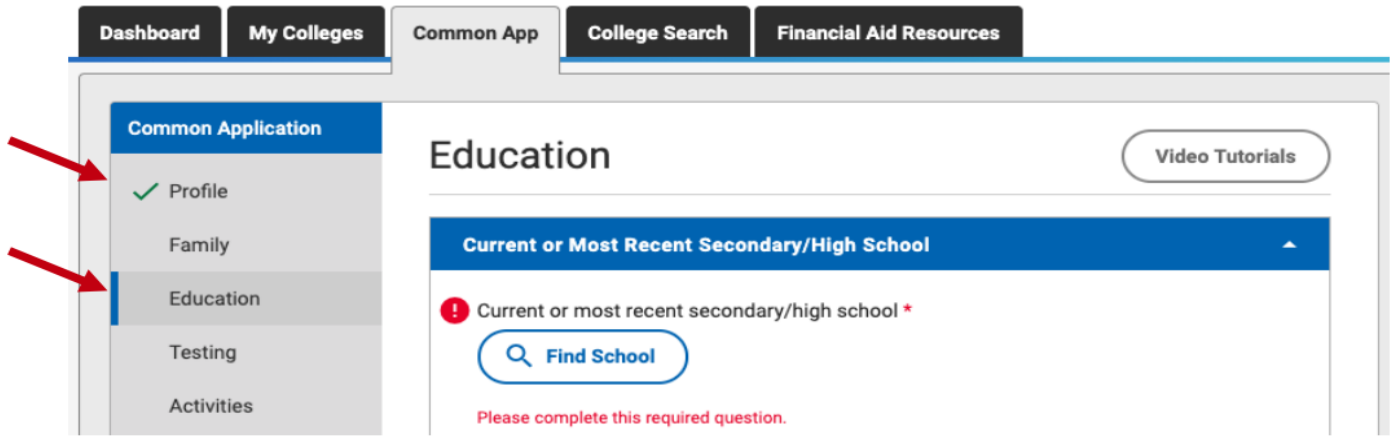 Dashboard My Colleges Common App College Search Financial Aid Resources
Common Application
Profile
Family
Education
Testing
Activities
Education
Video Tutorials
Current or Most Recent Secondary/High School
! Current or most recent secondary/high school *
Find School
Please complete this required question.